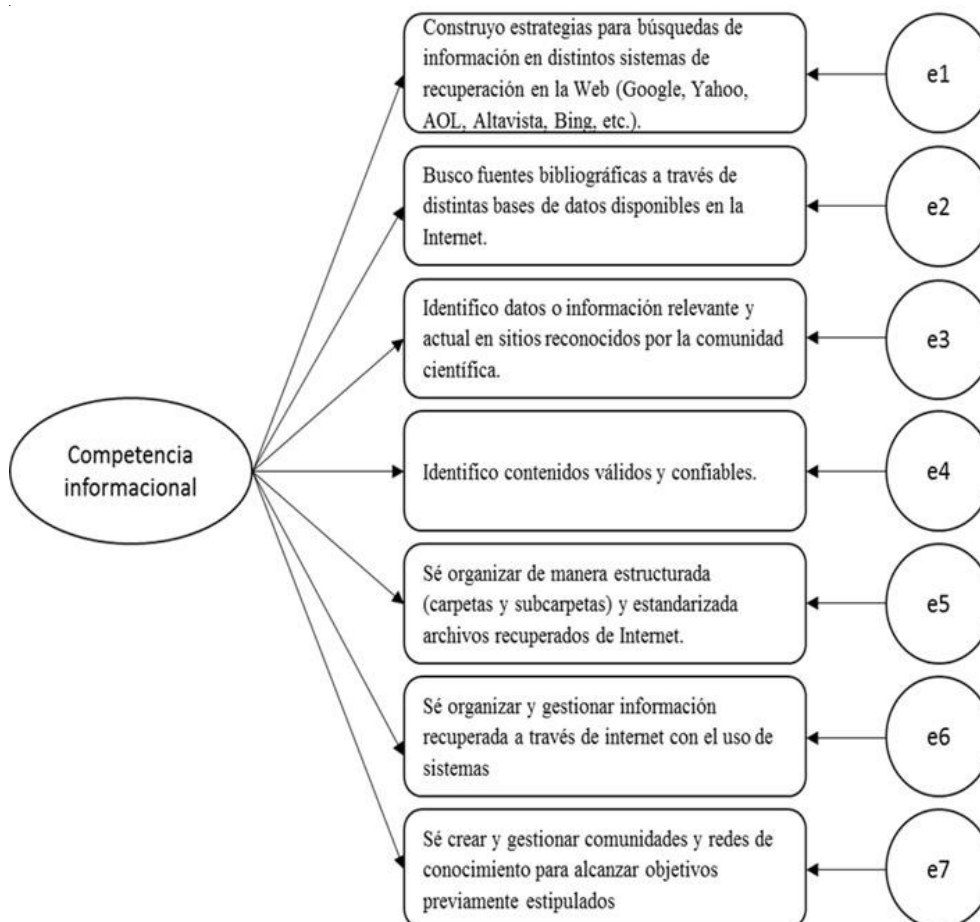 Construyo estrategias para búsquedas de
información en distintos sistemas de
recuperación en la Web (Google, Yahoo,
AOL, Altavista, Bing, etc.).
e1
Busco fuentes bibliográficas a través de
distintas bases de datos disponibles en la
Internet.
e2
Identifico datos o información relevante y
actual en sitios reconocidos por la comunidad
científica.
e3
Competencia
informacional
Identifico contenidos válidos y confiables.
e4
Sé organizar de manera estructurada
(carpetas y subcarpetas) y estandarizada
archivos recuperados de Internet.
e5
Sé organizar y gestionar información
recuperada a través de internet con el uso de
sistemas
e6
Sé crear y gestionar comunidades y redes de
conocimiento para alcanzar objetivos
previamente estipulados
e7